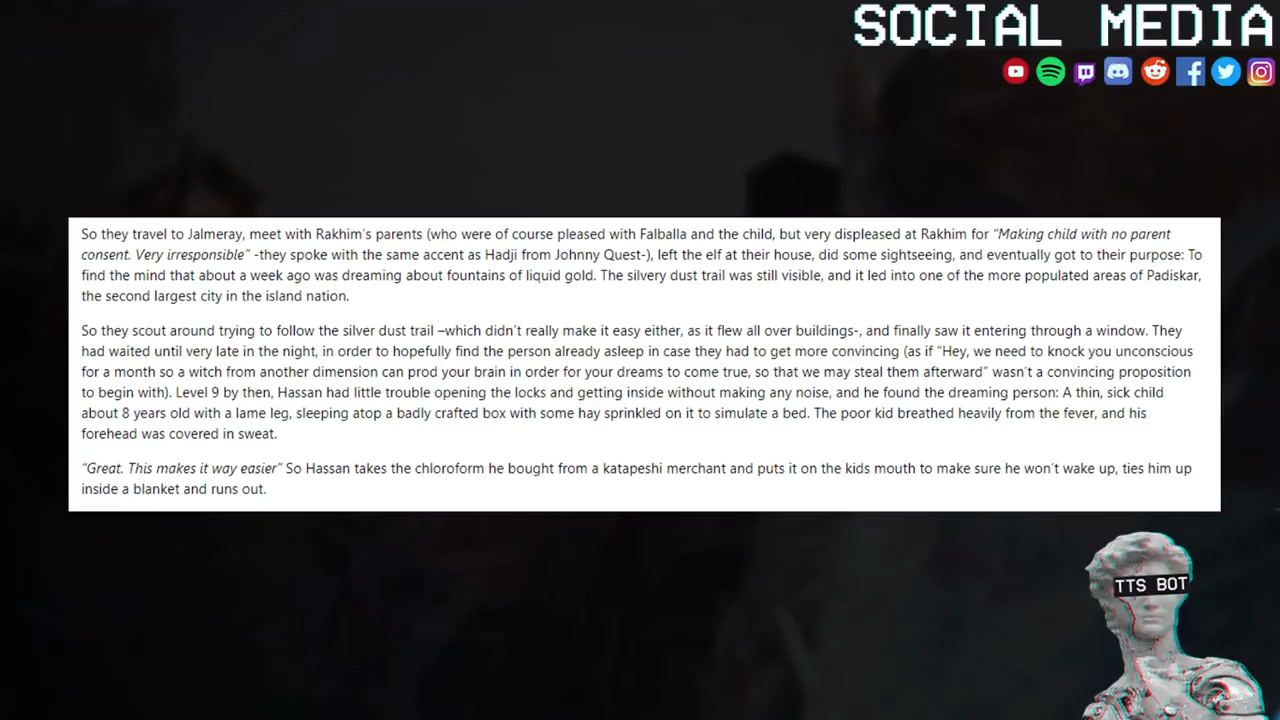 SOCIAL MEDIA
So they travel to Jalmeray, meet with Rakhim's parents (who were of course pleased with Falballa and the child, but very displeased at Rakhim for “Making child with no parent
consent. Very irresponsible” -they spoke with the same accent as Hadji from Johnny Quest-), left the elf at their house, did some sightseeing, and eventually got to their purpose: To
find the mind that about a week ago was dreaming about fountains of liquid gold. The silvery dust trail was still visible, and it led into one of the more populated areas of Padiskar,
the second largest city in the island nation.
So they scout around trying to follow the silver dust trail –which didn't really make it easy either, as it flew all over buildings-, and finally saw it entering through a window. They
had waited until very late in the night, in order to hopefully find the person already asleep in case they had to get more convincing (as if “Hey, we need to knock you unconscious
for a month so a witch from another dimension can prod your brain in order for your dreams to come true, so that we may steal them afterward” wasn't a convincing proposition
to begin with). Level 9 by then, Hassan had little trouble opening the locks and getting inside without making any noise, and he found the dreaming person: A thin, sick child
about 8 years old with a lame leg, sleeping atop a badly crafted box with some hay sprinkled on it to simulate a bed. The poor kid breathed heavily from the fever, and his
forehead was covered in sweat.
“Great. This makes it way easier” So Hassan takes the chloroform he bought from a katapeshi merchant and puts it on the kids mouth to make sure he won't wake up, ties him up
inside a blanket and runs out.
TTS BOT